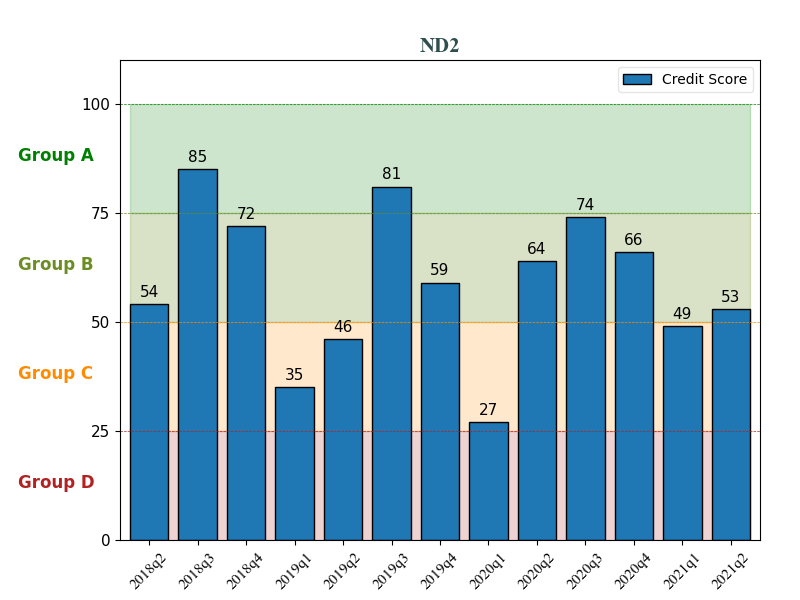 ND2
Credit Score
100
75
50
25
0
Group A
Group B
Group C
Group D
54
85
72
35
46
81
59
27
64
74
66
49
53
2018q2
2018q3
2018q4
2019q1
2019q2
2019q3
2019q4
2020q1
2020q2
2020q3
2020q4
2021q1
2021q2